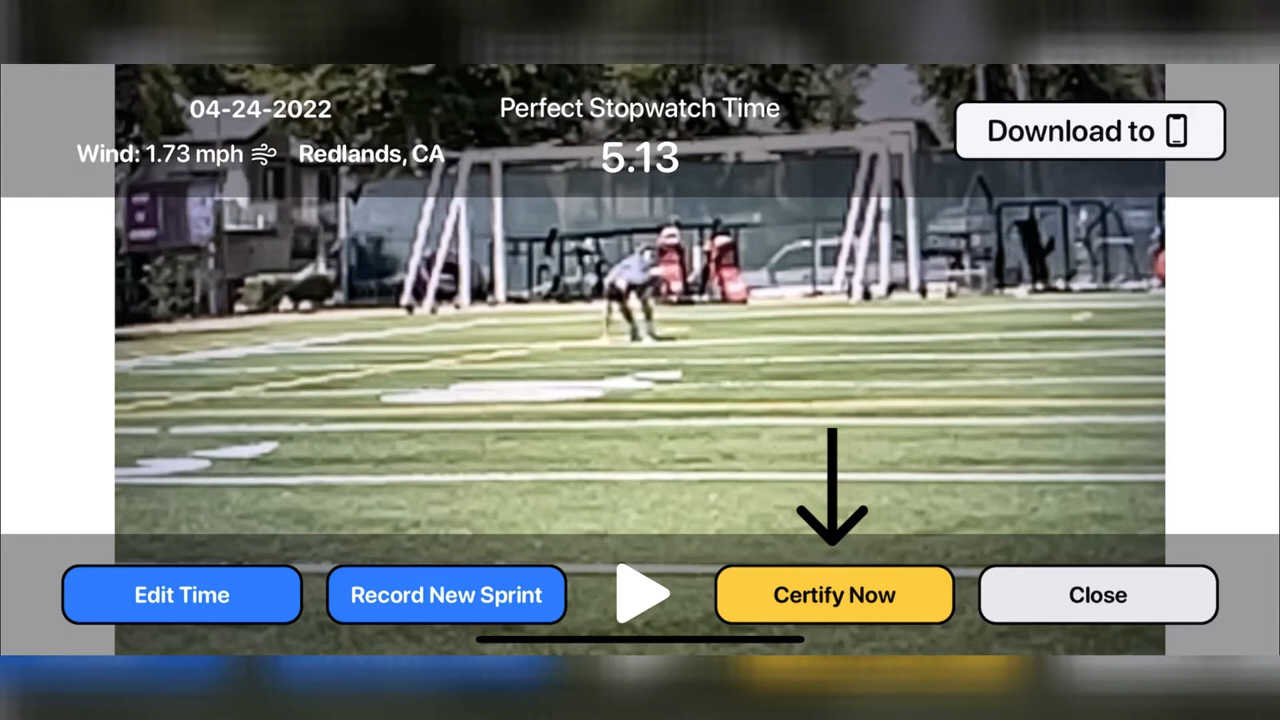 04-24-2022
Perfect Stopwatch Time
Download to
Wind: 1.73 mph
Redlands, CA
5.13
Edit Time
Record New Sprint
Certify Now
Close